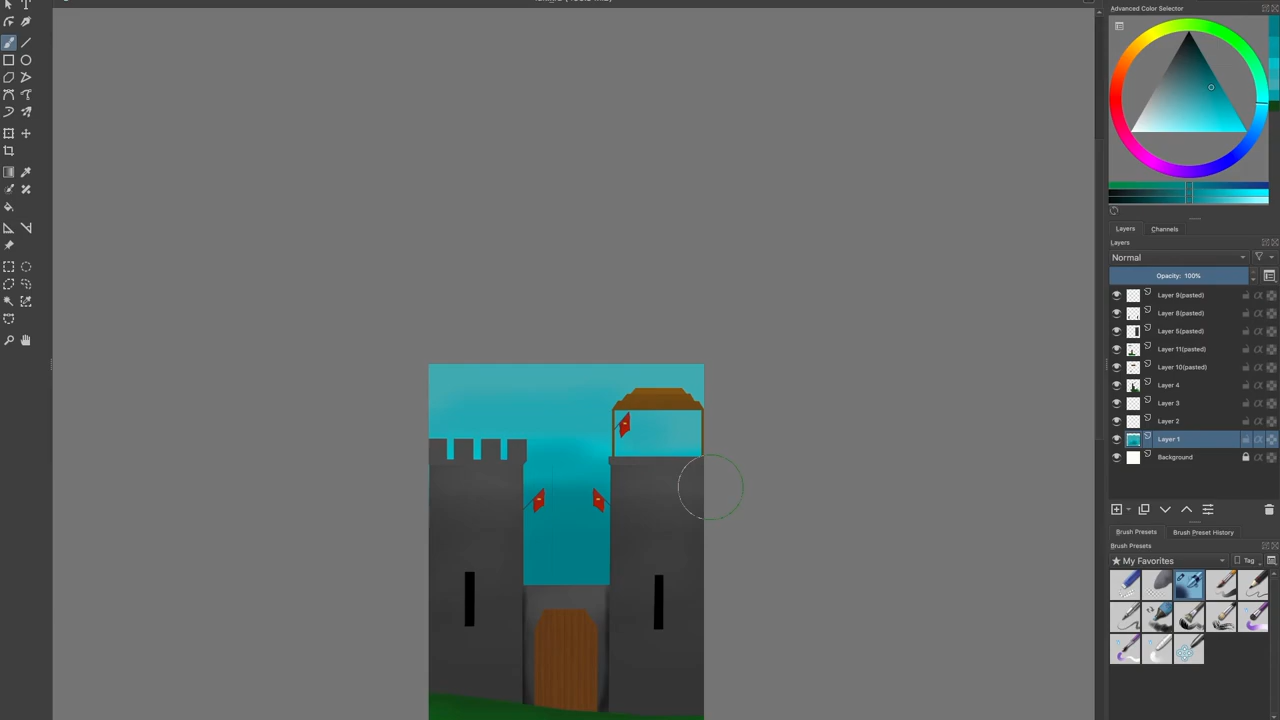 Advanced Color Selector
Layers
Channels
Layers
Normal
Opacity: 100%
Layer 9(pasted)
Layer 8(pasted)
Layer 5(pasted)
Layer 11(pasted)
Layer 10(pasted)
Layer 4
Layer 3
Layer 2
Layer 1
Background
Brush Presets
Brush Preset History
Brush Presets
★ My Favorites
Tag